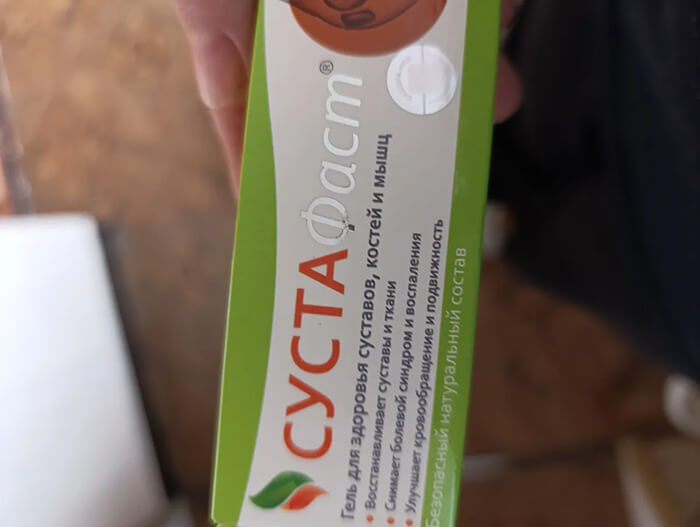 СУСТАФаст®
Гель для здоровья суставов, костей и мышц
• Восстанавливает суставы и ткани
• Снимает болевой синдром и воспаления
• Улучшает кровообращение и подвижность
Безопасный натуральный состав